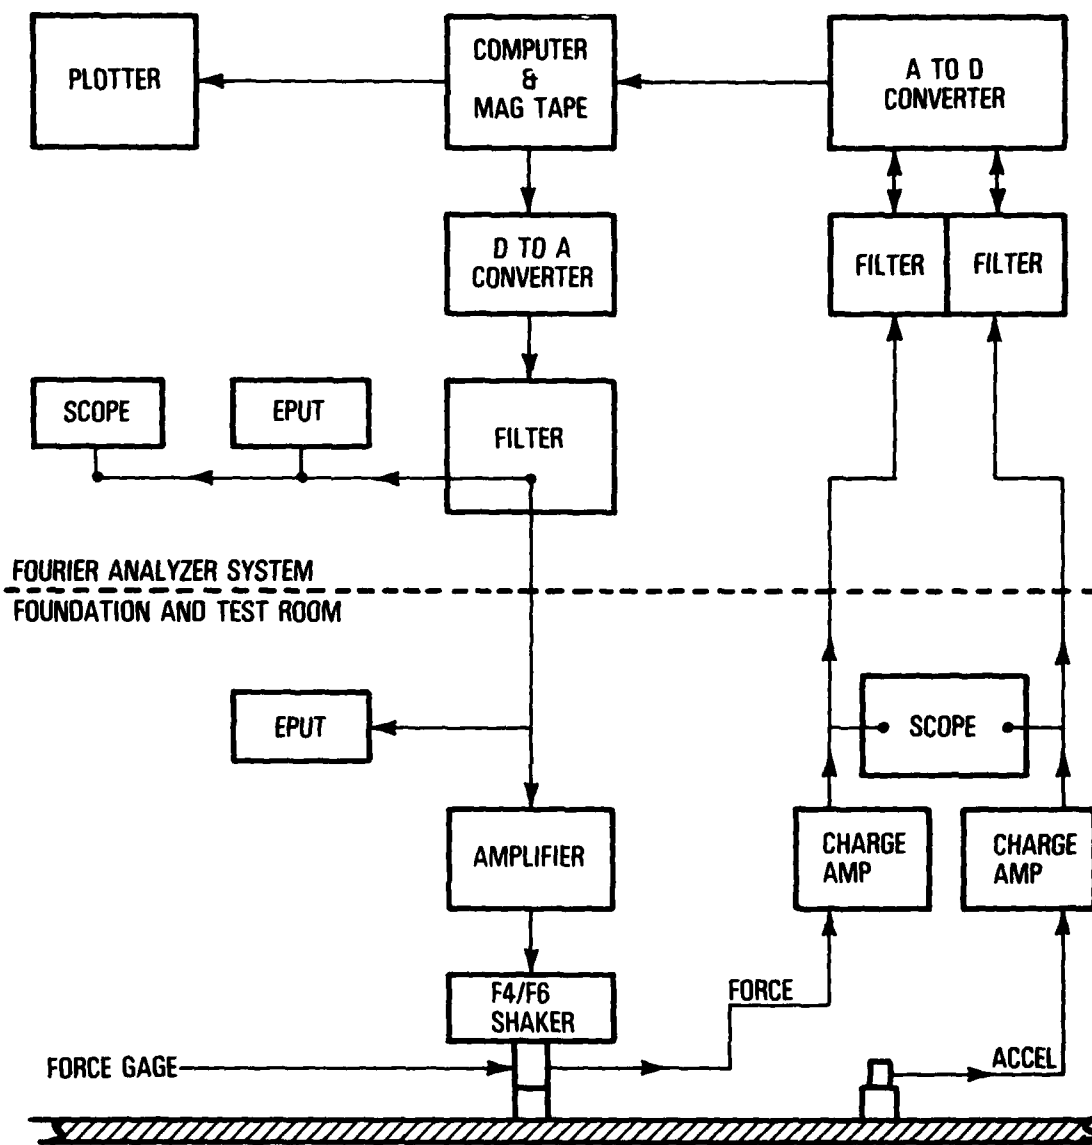 PLOTTER
COMPUTER
&
MAG TAPE
A TO D
CONVERTER
D TO A
CONVERTER
FILTER
FILTER
SCOPE
EPUT
FILTER
FOURIER ANALYZER SYSTEM
FOUNDATION AND TEST ROOM
EPUT
SCOPE
AMPLIFIER
CHARGE
AMP
CHARGE
AMP
F4/F6
SHAKER
FORCE
FORCE GAGE
ACCEL